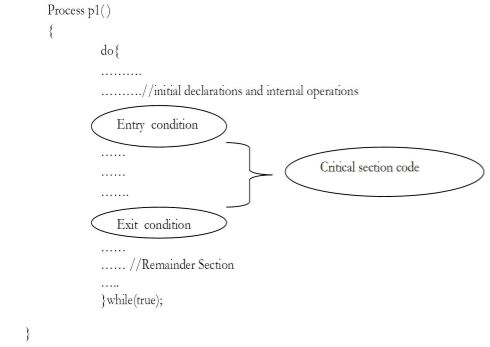 Process p1( )
{
do{
……….
……….//initial declarations and internal operations
Entry condition
……
……
…….
Critical section code
Exit condition
……
…… //Remainder Section
…..
}while(true);
}